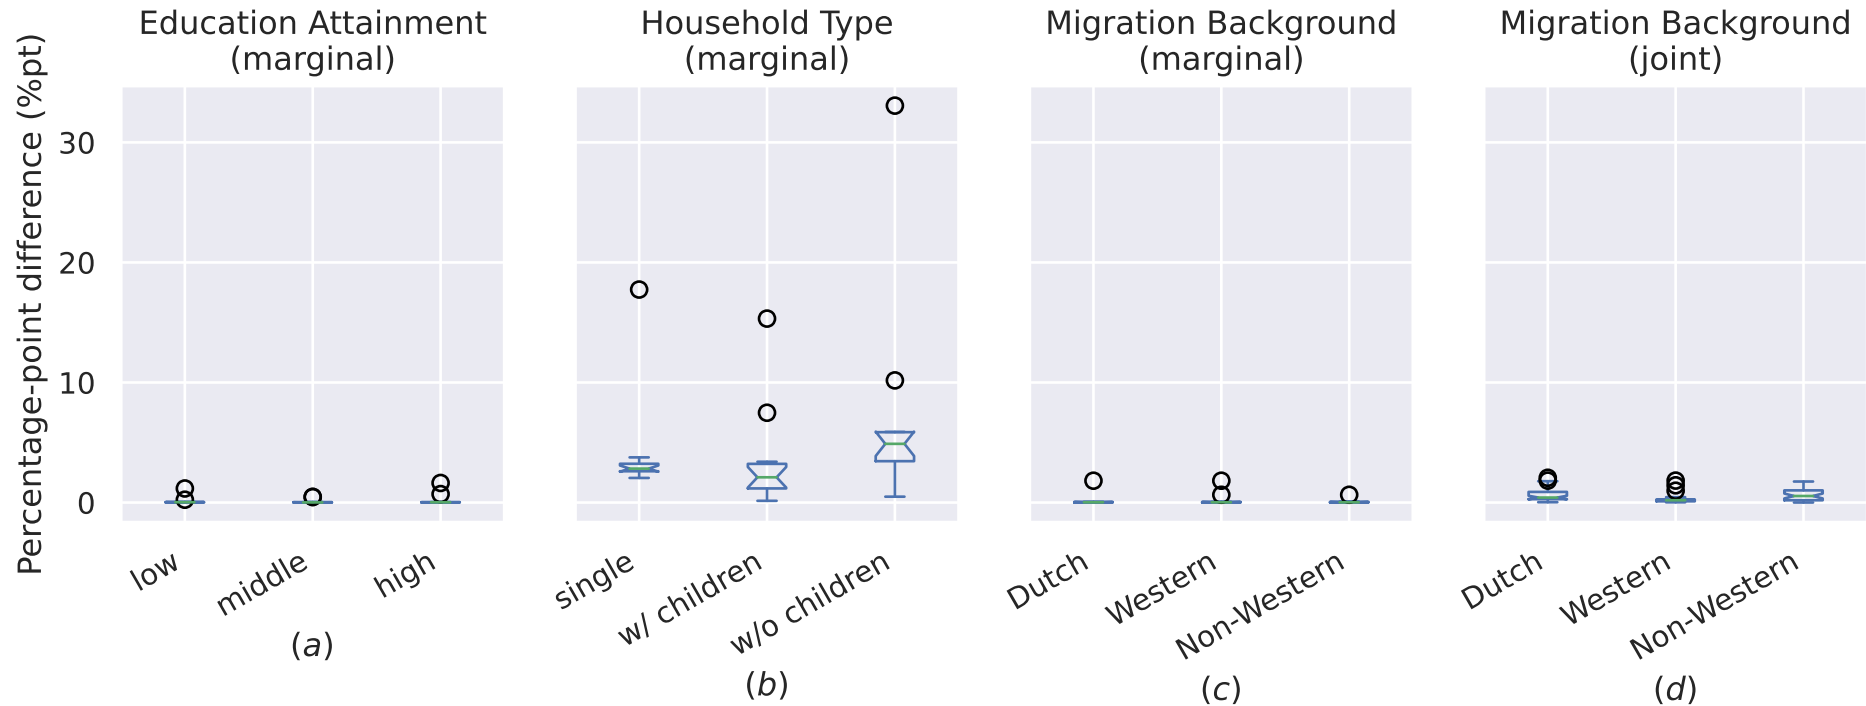 Education Attainment
(marginal)
Household Type
(marginal)
Migration Background
(marginal)
Migration Background
(joint)
Percentage-point difference (%pt)
30
20
10
0
low
middle
high
(a)
single
w/ children
w/o children
(b)
Dutch
Western
Non-Western
(c)
Dutch
Western
Non-Western
(d)